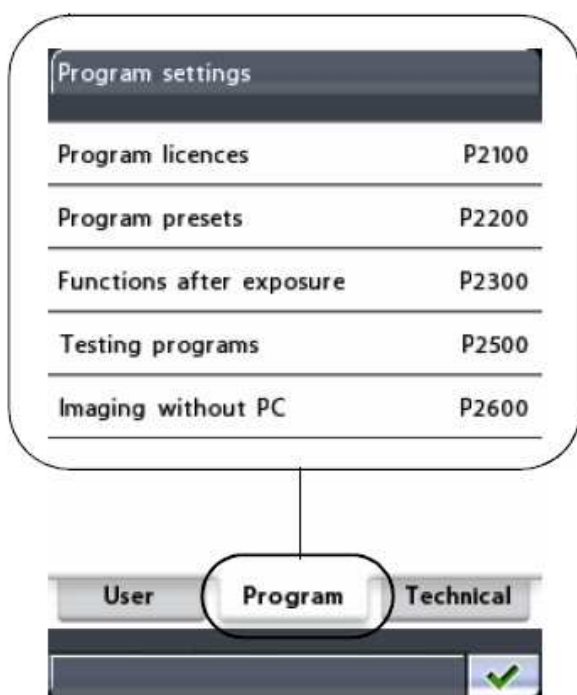 Program settings
Program licences P2100
Program presets P2200
Functions after exposure P2300
Testing programs P2500
Imaging without PC P2600
User Program Technical